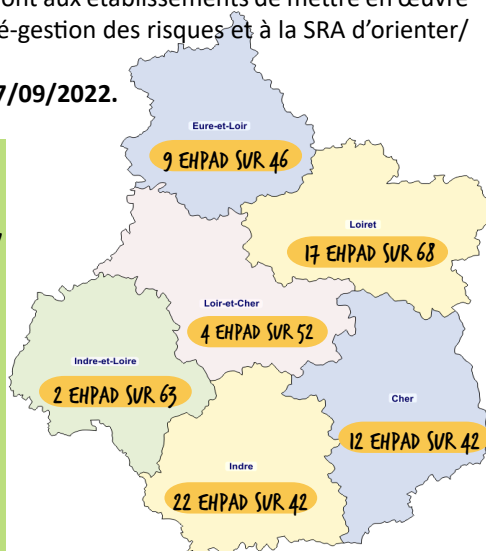 ont aux établissements de mettre en œuvre
é-gestion des risques et à la SRA d'orienter/
7/09/2022.
Eure-et-Loir
9 EHPAD SUR 46
Loiret
17 EHPAD SUR 68
Loir-et-Cher
4 EHPAD SUR 52
Indre-et-Loire
2 EHPAD SUR 63
Cher
12 EHPAD SUR 42
Indre
22 EHPAD SUR 42